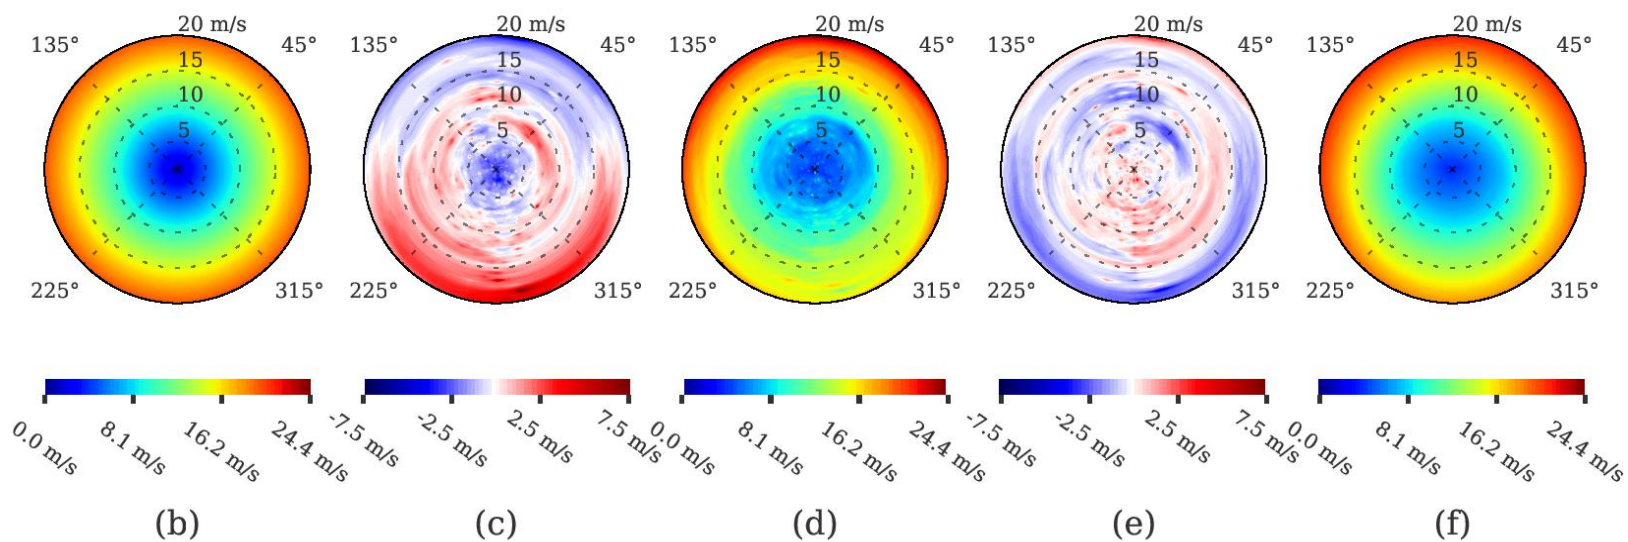 20 m/s 20 m/s 20 m/s 20 m/s 20 m/s
135° 45° 135° 45° 135° 45° 135° 45° 135° 45°
15 15 15 15 15
10 10 10 10 10
5 5 5 5 5
225° 315° 225° 315° 225° 315° 225° 315° 225° 315°
0.0 m/s 8.1 m/s 16.2 m/s 24.4 m/s -7.5 m/s -2.5 m/s 2.5 m/s 7.5 m/s 0.0 m/s 8.1 m/s 16.2 m/s 24.4 m/s -7.5 m/s -2.5 m/s 2.5 m/s 7.5 m/s 0.0 m/s 8.1 m/s 16.2 m/s 24.4 m/s
(b) (c) (d) (e) (f)